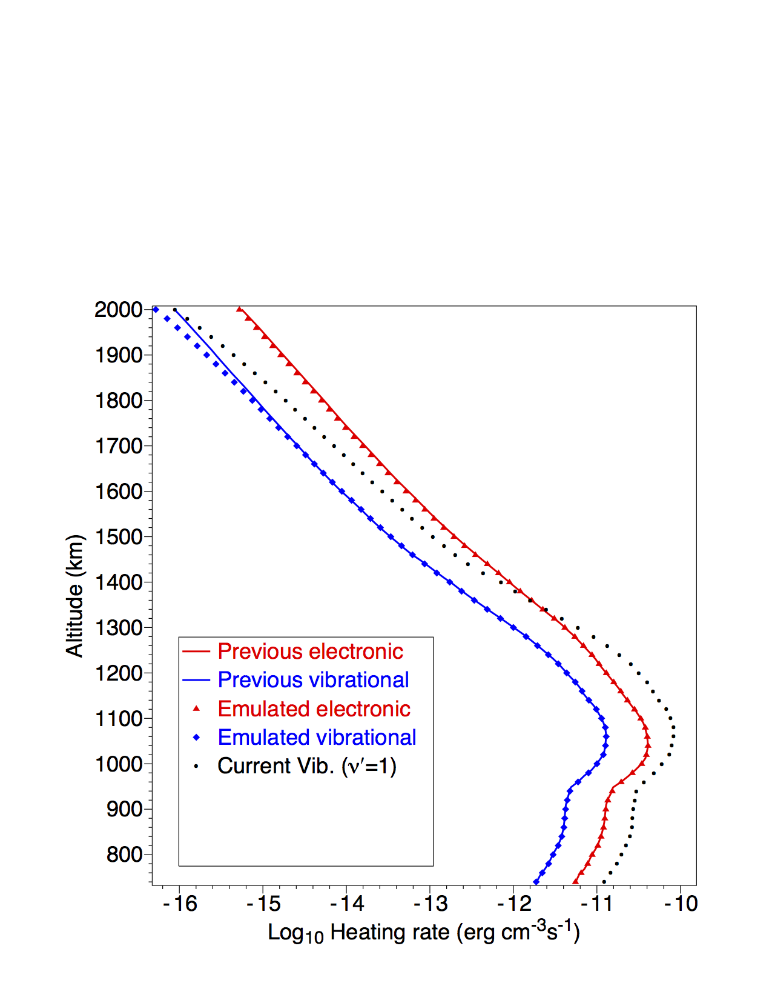 2000
1900
1800
1700
1600
1500
1400
1300
1200
1100
1000
900
800
Altitude (km)
Previous electronic
Previous vibrational
Emulated electronic
Emulated vibrational
Current Vib. (ν′=1)
-16 -15 -14 -13 -12 -11 -10
Log10 Heating rate (erg cm-3s-1)